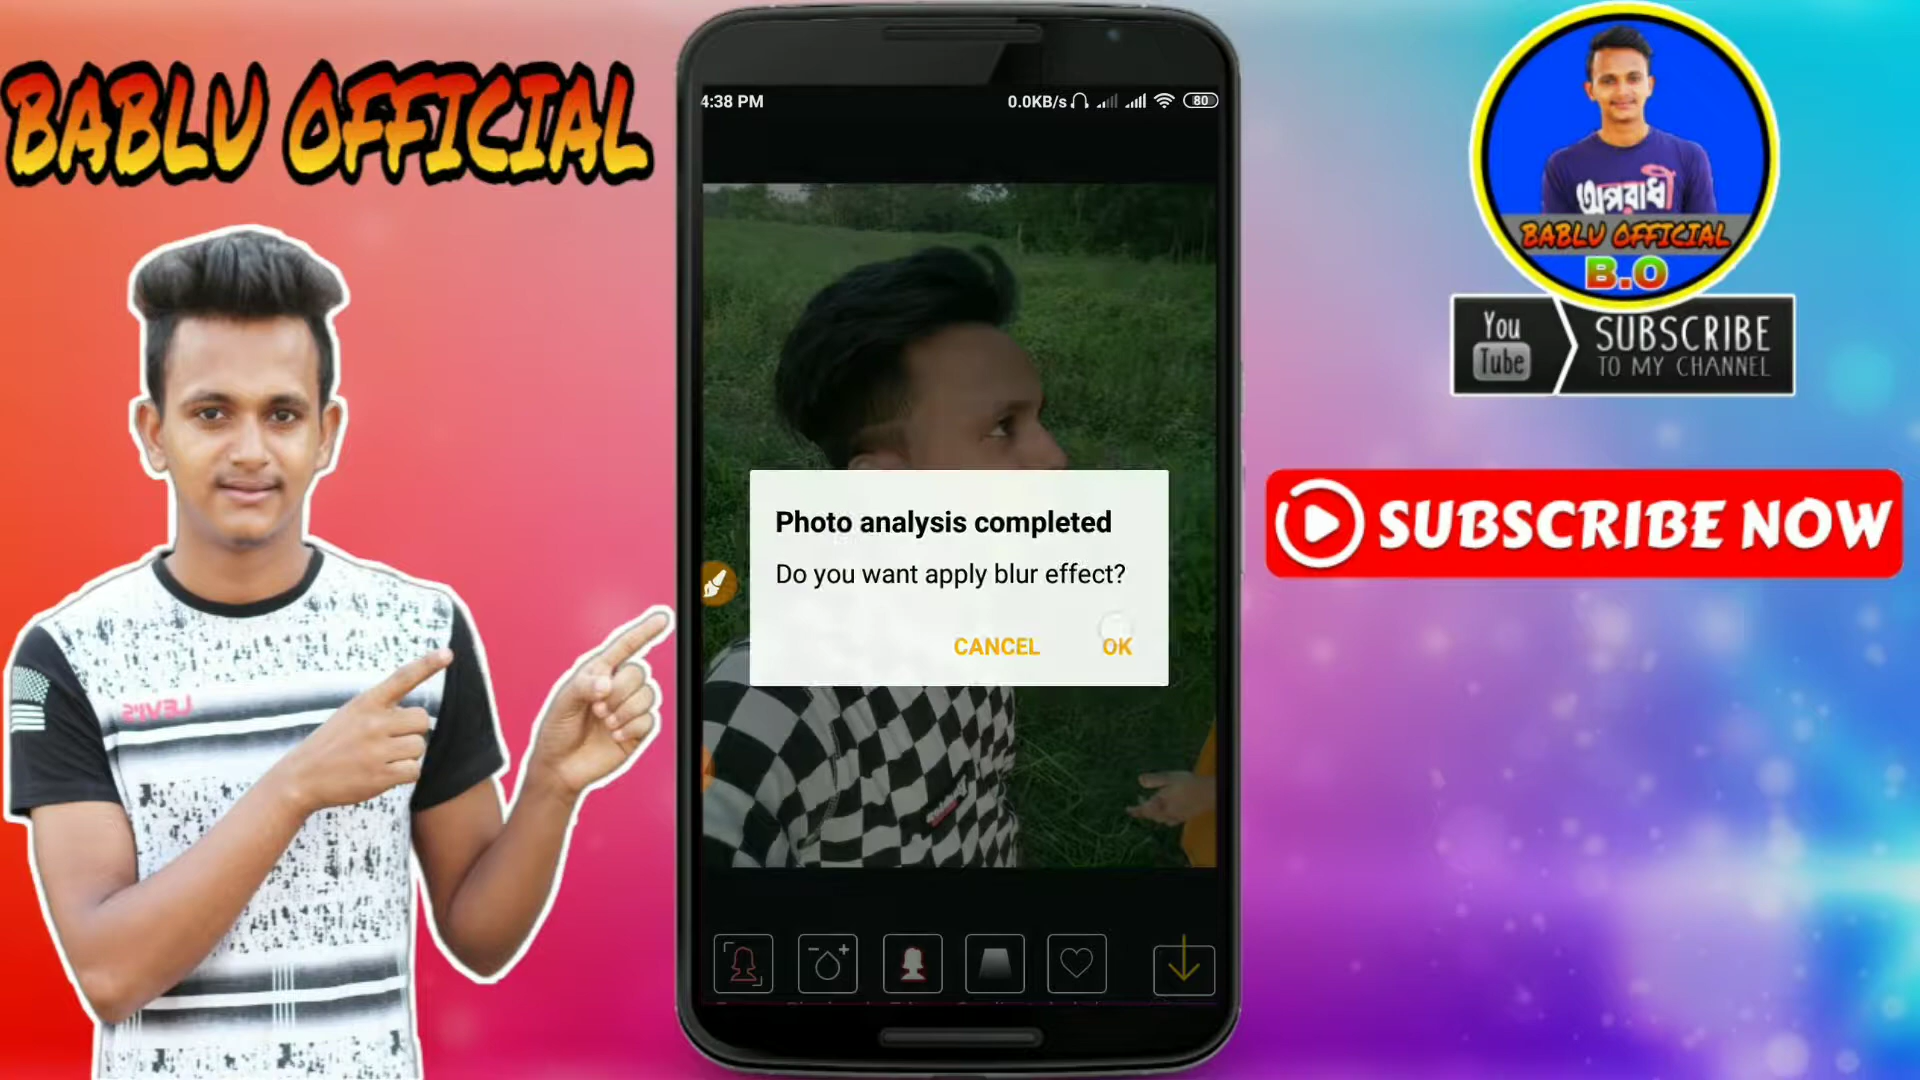 BABLU OFFICIAL
4:38 PM
0.0KB/s
80
Photo analysis completed
Do you want apply blur effect?
CANCEL
OK
অপরাধী
BABLU OFFICIAL
B.O
You
Tube
SUBSCRIBE
TO MY CHANNEL
SUBSCRIBE NOW
LEVI'S